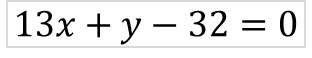 13x + y − 32 = 0